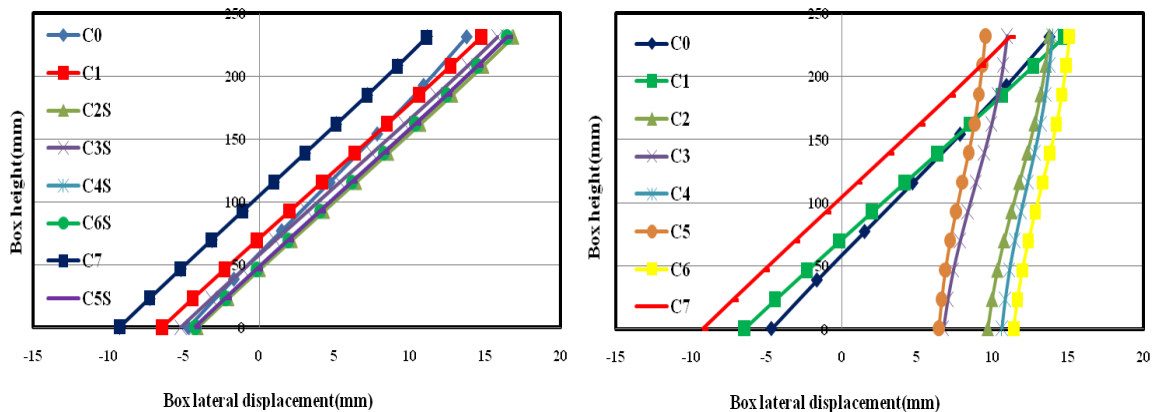 250
200
150
100
50
0
Box height(mm)
C0
C1
C2S
C3S
C4S
C6S
C7
C5S
-15 -10 -5 0 5 10 15 20
Box lateral displacement(mm)
250
200
150
100
50
0
Box height(mm)
C0
C1
C2
C3
C4
C5
C6
C7
-15 -10 -5 0 5 10 15 20
Box lateral displacement(mm)